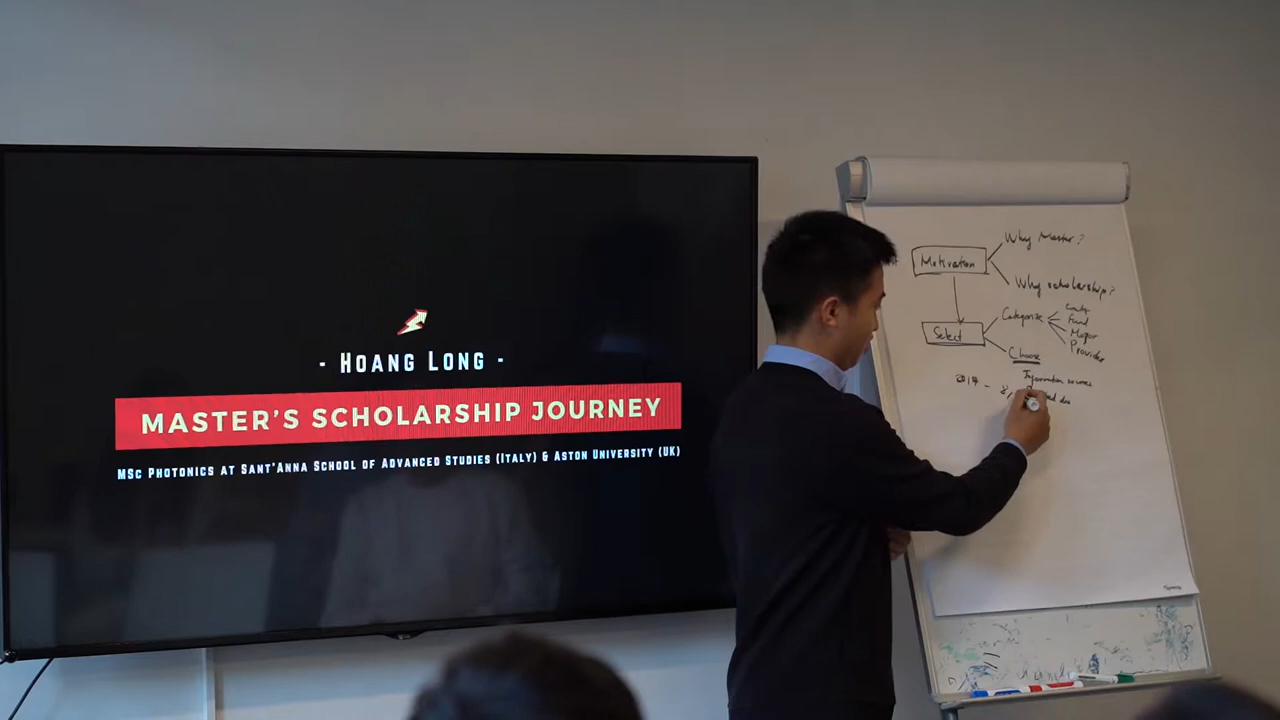 - Hoang Long -
MASTER'S SCHOLARSHIP JOURNEY
MSc Photonics at Sant'Anna School of Advanced Studies (Italy) & Aston University (UK)
Why Master?
Motivation
Why scholarship?
Categorize
Fund
Major
Provider
Select
Choose
Information sources
2014 -